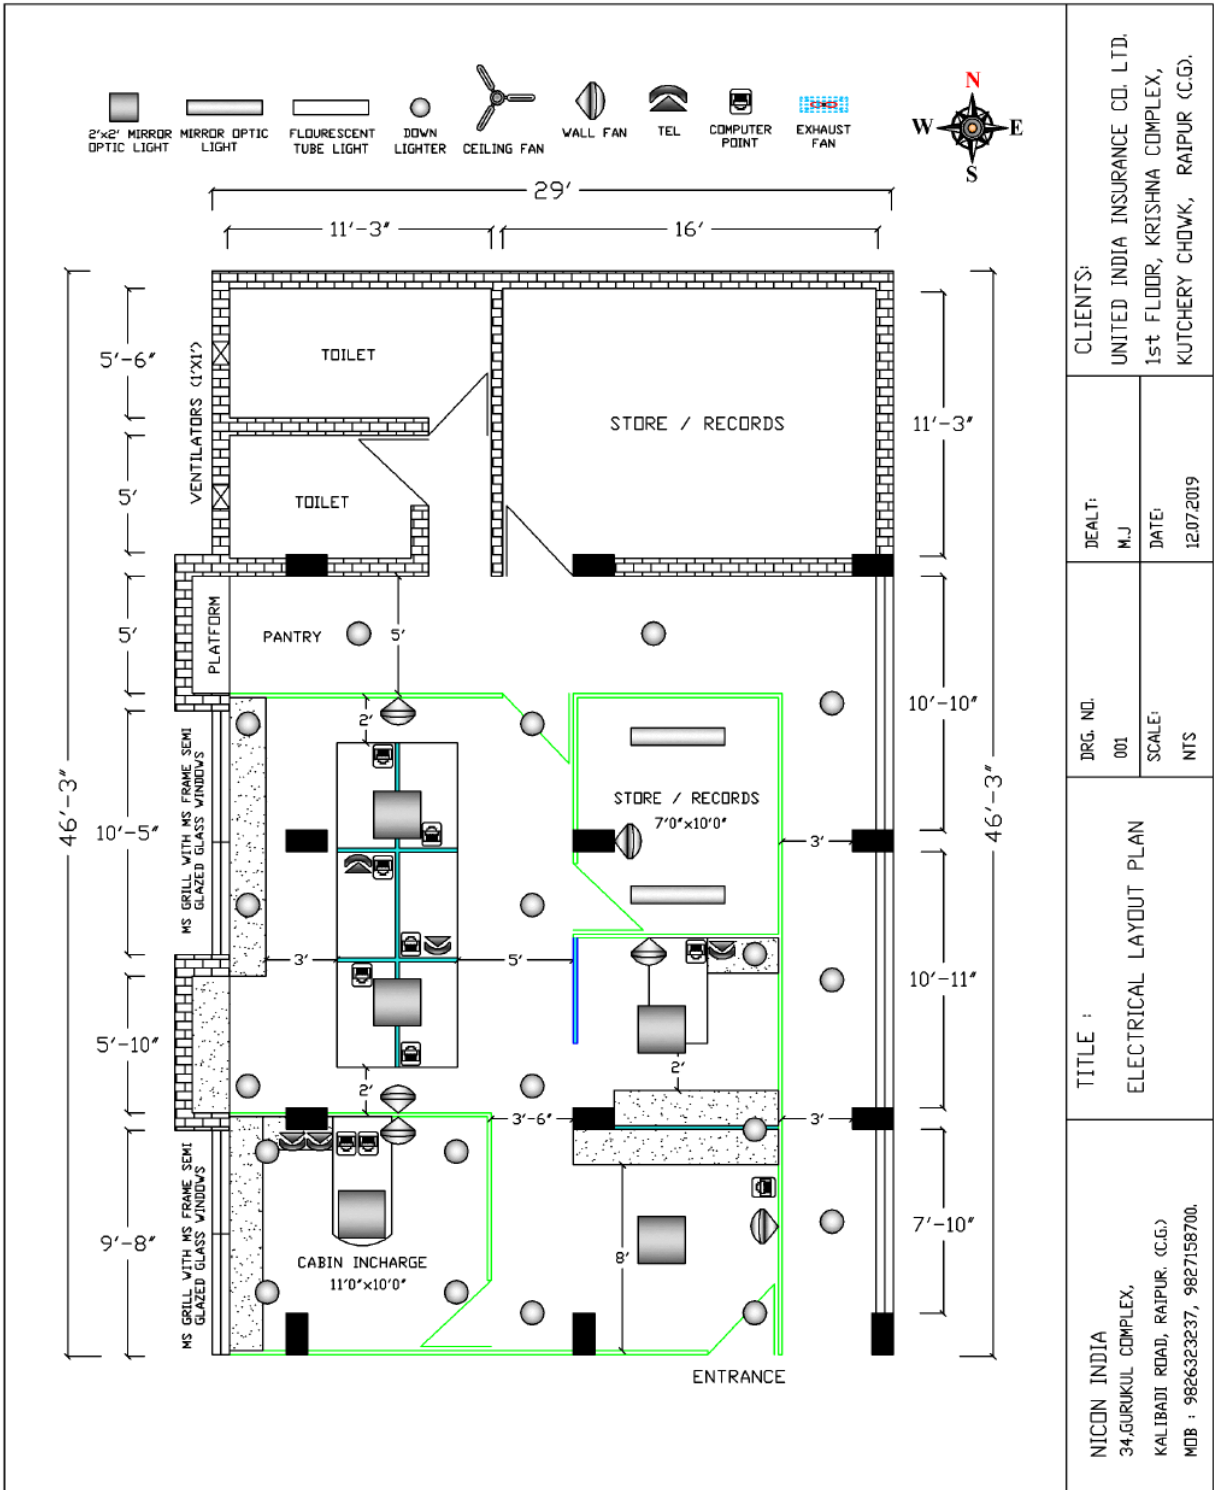 2'x2' MIRROR
OPTIC LIGHT
MIRROR OPTIC
LIGHT
FLOURESCENT
TUBE LIGHT
DOWN
LIGHTER
CEILING FAN
WALL FAN
TEL
COMPUTER
POINT
EXHAUST
FAN
N
W
E
S
29'
11'-3"
16'
46'-3"
5'-6"
5'
5'
10'-5"
5'-10"
9'-8"
VENTILATORS (1'X1')
MS GRILL WITH MS FRAME SEMI
GLAZED GLASS WINDOWS
MS GRILL WITH MS FRAME SEMI
GLAZED GLASS WINDOWS
TOILET
TOILET
STORE / RECORDS
PLATFORM
PANTRY
5'
2'
STORE / RECORDS
7'0"x10'0"
3'
3'
5'
2'
2'
3'-6"
3'
8'
CABIN INCHARGE
11'0"x10'0"
ENTRANCE
11'-3"
10'-10"
10'-11"
7'-10"
46'-3"
CLIENTS:
UNITED INDIA INSURANCE CO. LTD.
1st FLOOR, KRISHNA COMPLEX,
KUTCHERY CHOWK, RAIPUR (C.G).
DEALT:
M.J
DATE:
12.07.2019
DRG. NO.
001
SCALE:
NTS
TITLE :
ELECTRICAL LAYOUT PLAN
NICON INDIA
34,GURUKUL COMPLEX,
KALIBADI ROAD, RAIPUR. (C.G.)
MOB : 9826323237, 9827158700.